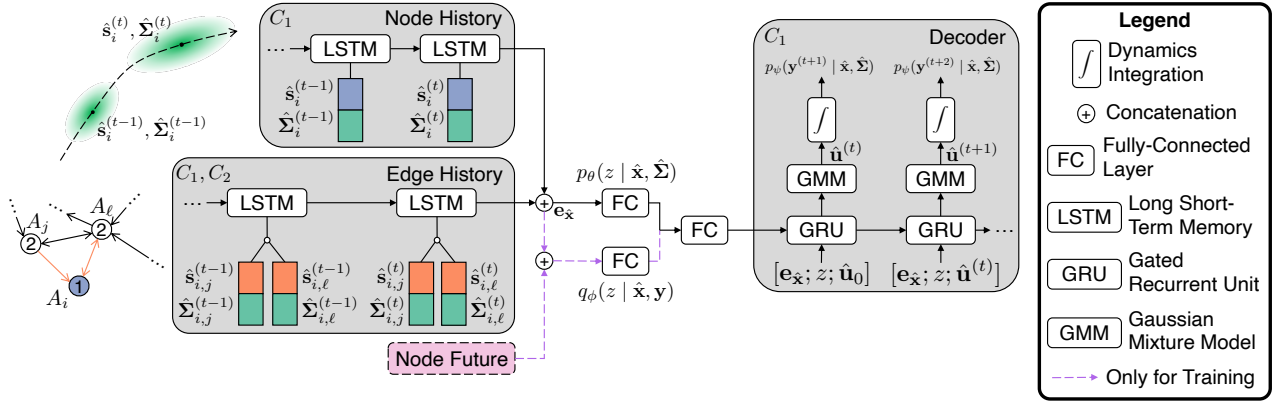 ŝ_i^(t), Σ̂_i^(t)
ŝ_i^(t−1), Σ̂_i^(t−1)
A_j
A_ℓ
2
2
1
A_i
C_1
Node History
...
LSTM
LSTM
ŝ_i^(t−1)
ŝ_i^(t)
Σ̂_i^(t−1)
Σ̂_i^(t)
C_1, C_2
Edge History
...
LSTM
LSTM
ŝ_{i,j}^(t−1)
ŝ_{i,ℓ}^(t−1)
ŝ_{i,j}^(t)
ŝ_{i,ℓ}^(t)
Σ̂_{i,j}^(t−1)
Σ̂_{i,ℓ}^(t−1)
Σ̂_{i,j}^(t)
Σ̂_{i,ℓ}^(t)
Node Future
+
e_x̂
+
p_θ(z | x̂, Σ̂)
FC
FC
q_ϕ(z | x̂, y)
FC
C_1
Decoder
p_ψ(y^(t+1) | x̂, Σ̂)
p_ψ(y^(t+2) | x̂, Σ̂)
∫
∫
û^(t)
û^(t+1)
GMM
GMM
GRU
GRU
...
[e_x̂; z; û_0]
[e_x̂; z; û^(t)]
Legend
∫
Dynamics
Integration
+
Concatenation
FC
Fully-Connected
Layer
LSTM
Long Short-
Term Memory
GRU
Gated
Recurrent Unit
GMM
Gaussian
Mixture Model
Only for Training